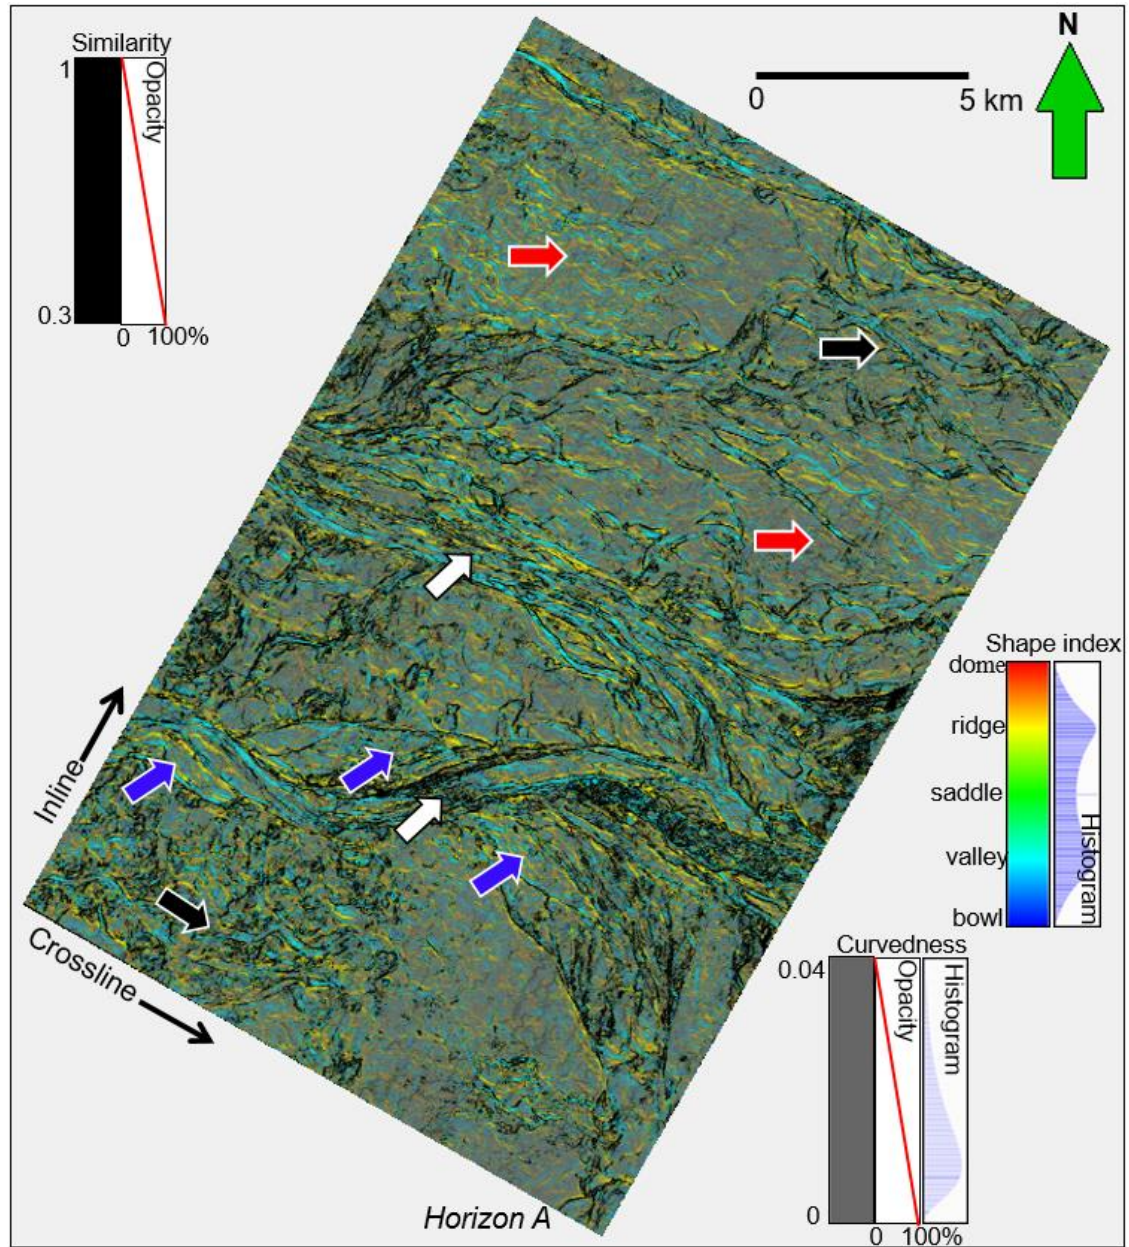 Similarity
1
Opacity
0.3
0
100%
N
0
5 km
Inline
Crossline
Horizon A
Shape index
dome
ridge
saddle
valley
bowl
Histogram
Curvedness
0.04
Opacity
Histogram
0
0
100%